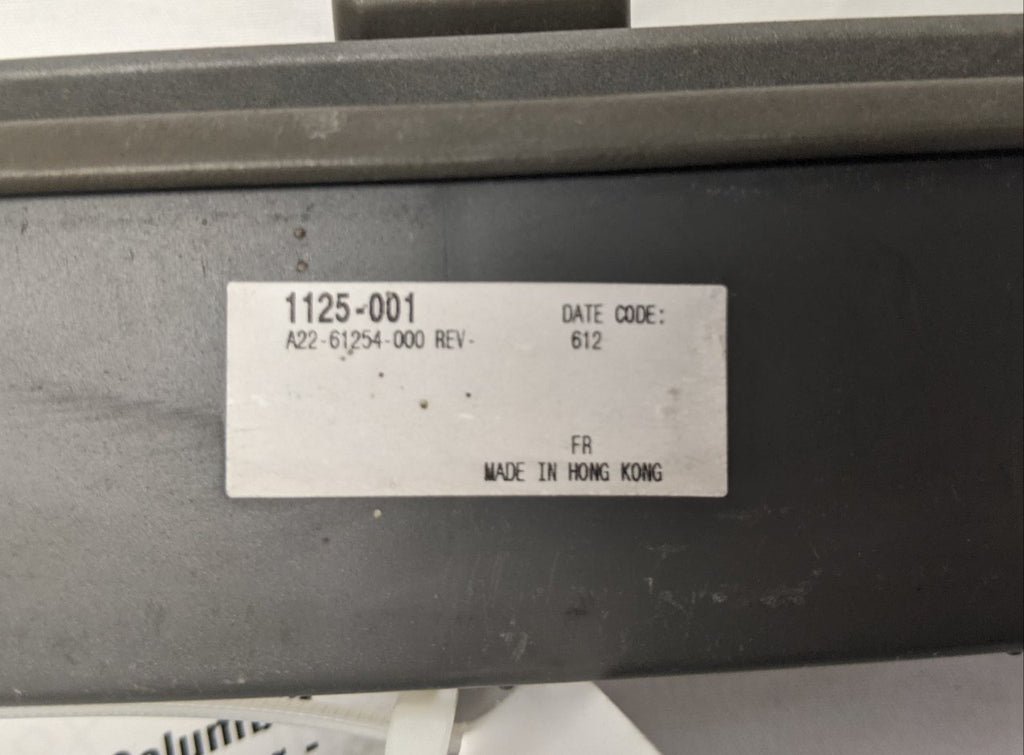 1125-001
DATE CODE:
A22-61254-000 REV-
612
FR
MADE IN HONG KONG